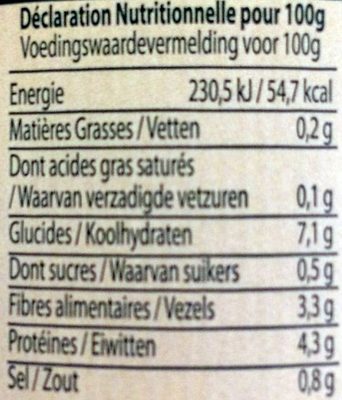 Déclaration Nutritionnelle pour 100g
Voedingswaardevermelding voor 100g
Energie 230,5 kJ / 54,7 kcal
Matières Grasses / Vetten 0,2 g
Dont acides gras saturés
/ Waarvan verzadigde vetzuren 0,1 g
Glucides / Koolhydraten 7,1 g
Dont sucres / Waarvan suikers 0,5 g
Fibres alimentaires / Vezels 3,3 g
Protéines / Eiwitten 4,3 g
Sel / Zout 0,8 g